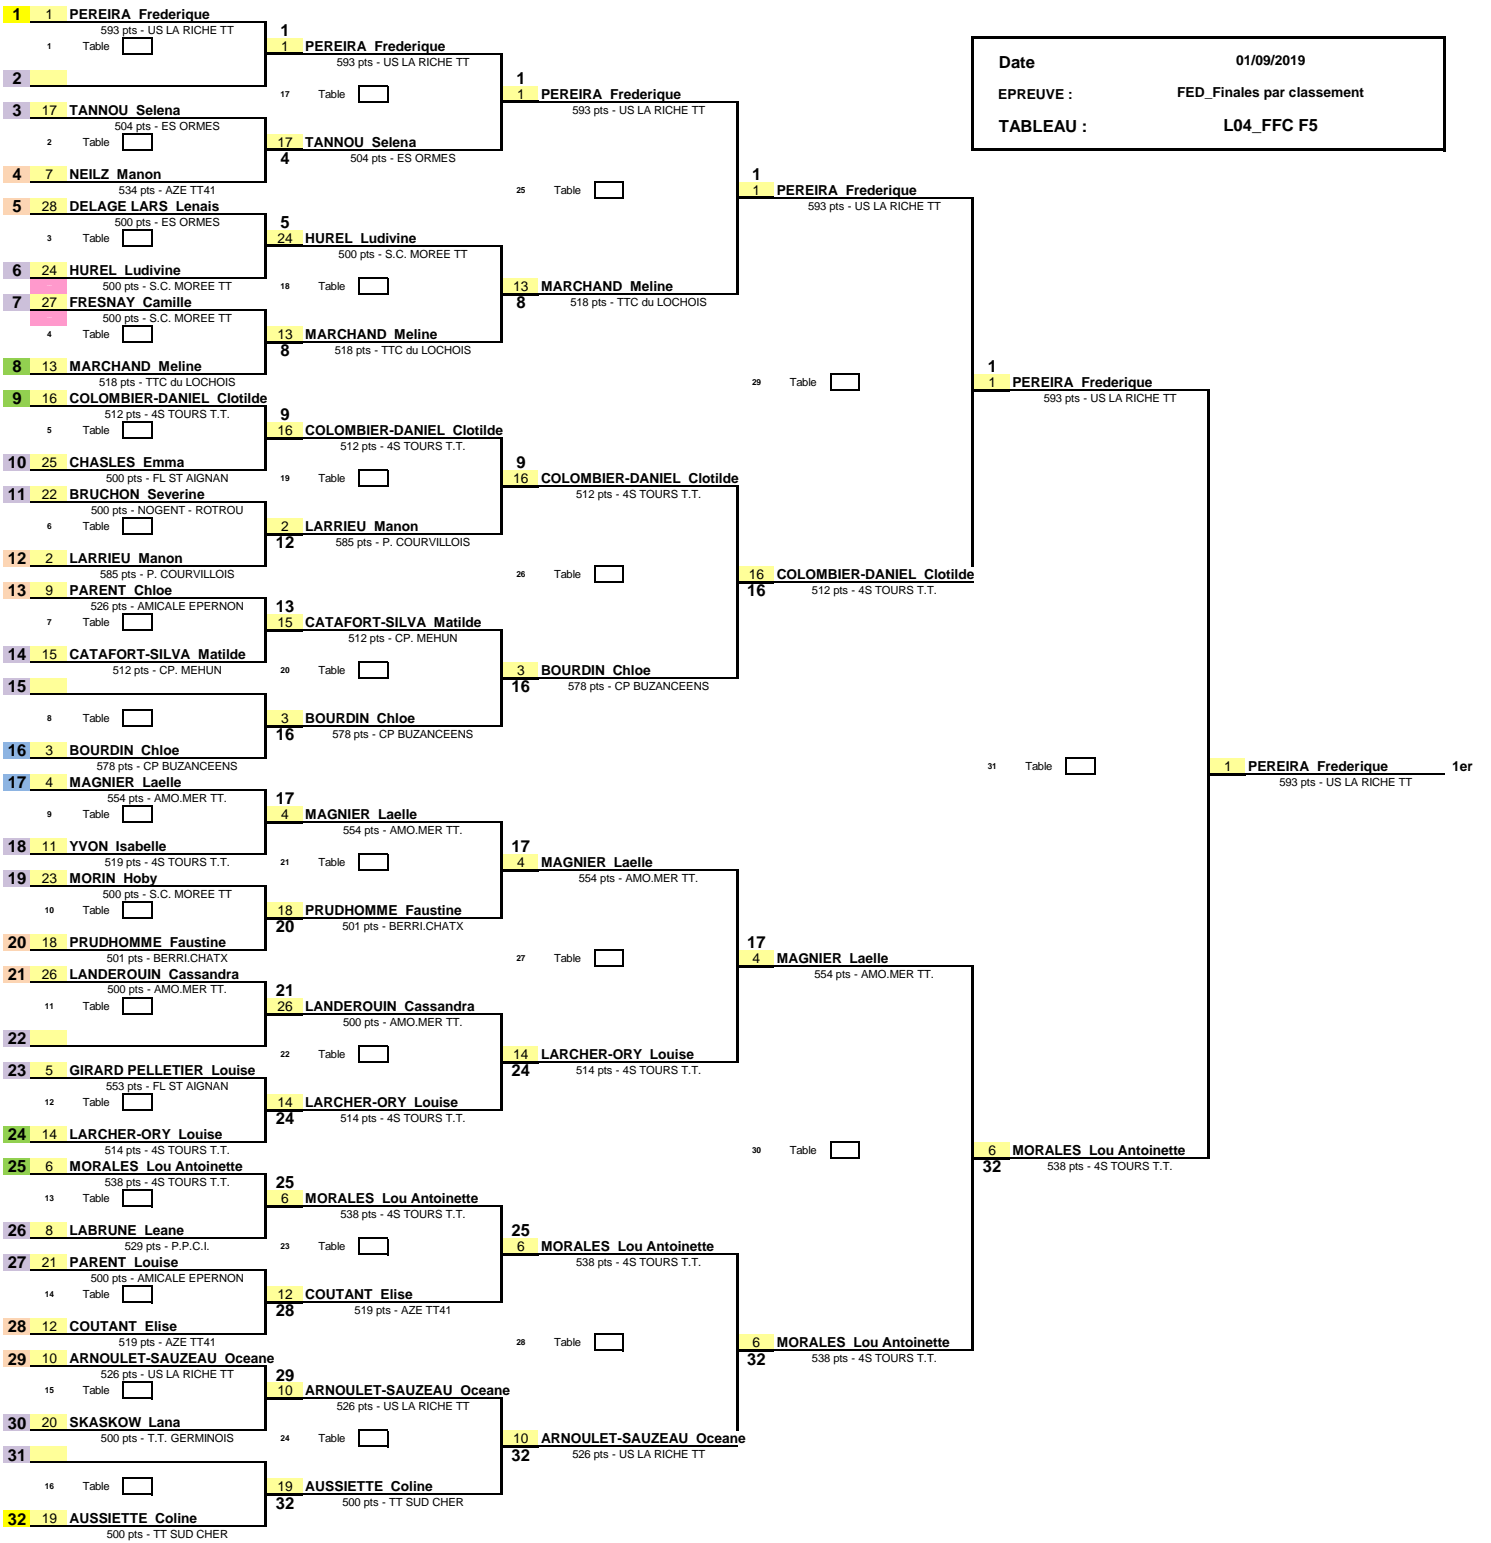 Date 01/09/2019
EPREUVE : FED_Finales par classement
TABLEAU : L04_FFC F5
1 1 PEREIRA Frederique
593 pts - US LA RICHE TT
1 Table
2
3 17 TANNOU Selena
504 pts - ES ORMES
2 Table
4 7 NEILZ Manon
534 pts - AZE TT41
5 28 DELAGE LARS Lenais
500 pts - ES ORMES
3 Table
6 24 HUREL Ludivine
500 pts - S.C. MOREE TT
7 27 FRESNAY Camille
500 pts - S.C. MOREE TT
4 Table
8 13 MARCHAND Meline
518 pts - TTC du LOCHOIS
9 16 COLOMBIER-DANIEL Clotilde
512 pts - 4S TOURS T.T.
5 Table
10 25 CHASLES Emma
500 pts - FL ST AIGNAN
11 22 BRUCHON Severine
500 pts - NOGENT - ROTROU
6 Table
12 2 LARRIEU Manon
585 pts - P. COURVILLOIS
13 9 PARENT Chloe
526 pts - AMICALE EPERNON
7 Table
14 15 CATAFORT-SILVA Matilde
512 pts - CP. MEHUN
15
8 Table
16 3 BOURDIN Chloe
578 pts - CP BUZANCEENS
17 4 MAGNIER Laelle
554 pts - AMO.MER TT.
9 Table
18 11 YVON Isabelle
519 pts - 4S TOURS T.T.
19 23 MORIN Hoby
500 pts - S.C. MOREE TT
10 Table
20 18 PRUDHOMME Faustine
501 pts - BERRI.CHATX
21 26 LANDEROUIN Cassandra
500 pts - AMO.MER TT.
11 Table
22
23 5 GIRARD PELLETIER Louise
553 pts - FL ST AIGNAN
12 Table
24 14 LARCHER-ORY Louise
514 pts - 4S TOURS T.T.
25 6 MORALES Lou Antoinette
538 pts - 4S TOURS T.T.
13 Table
26 8 LABRUNE Leane
529 pts - P.P.C.I.
27 21 PARENT Louise
500 pts - AMICALE EPERNON
14 Table
28 12 COUTANT Elise
519 pts - AZE TT41
29 10 ARNOULET-SAUZEAU Oceane
526 pts - US LA RICHE TT
15 Table
30 20 SKASKOW Lana
500 pts - T.T. GERMINOIS
31
16 Table
32 19 AUSSIETTE Coline
500 pts - TT SUD CHER
1
1 PEREIRA Frederique
593 pts - US LA RICHE TT
17 Table
17 TANNOU Selena
4 504 pts - ES ORMES
5
24 HUREL Ludivine
500 pts - S.C. MOREE TT
18 Table
13 MARCHAND Meline
8 518 pts - TTC du LOCHOIS
9
16 COLOMBIER-DANIEL Clotilde
512 pts - 4S TOURS T.T.
19 Table
2 LARRIEU Manon
12 585 pts - P. COURVILLOIS
13
15 CATAFORT-SILVA Matilde
512 pts - CP. MEHUN
20 Table
3 BOURDIN Chloe
16 578 pts - CP BUZANCEENS
17
4 MAGNIER Laelle
554 pts - AMO.MER TT.
21 Table
18 PRUDHOMME Faustine
20 501 pts - BERRI.CHATX
21
26 LANDEROUIN Cassandra
500 pts - AMO.MER TT.
22 Table
14 LARCHER-ORY Louise
24 514 pts - 4S TOURS T.T.
25
6 MORALES Lou Antoinette
538 pts - 4S TOURS T.T.
23 Table
12 COUTANT Elise
28 519 pts - AZE TT41
29
10 ARNOULET-SAUZEAU Oceane
526 pts - US LA RICHE TT
24 Table
19 AUSSIETTE Coline
32 500 pts - TT SUD CHER
1
1 PEREIRA Frederique
593 pts - US LA RICHE TT
25 Table
13 MARCHAND Meline
8 518 pts - TTC du LOCHOIS
9
16 COLOMBIER-DANIEL Clotilde
512 pts - 4S TOURS T.T.
26 Table
3 BOURDIN Chloe
16 578 pts - CP BUZANCEENS
17
4 MAGNIER Laelle
554 pts - AMO.MER TT.
27 Table
14 LARCHER-ORY Louise
24 514 pts - 4S TOURS T.T.
25
6 MORALES Lou Antoinette
538 pts - 4S TOURS T.T.
28 Table
10 ARNOULET-SAUZEAU Oceane
32 526 pts - US LA RICHE TT
1
1 PEREIRA Frederique
593 pts - US LA RICHE TT
29 Table
16 COLOMBIER-DANIEL Clotilde
16 512 pts - 4S TOURS T.T.
17
4 MAGNIER Laelle
554 pts - AMO.MER TT.
30 Table
6 MORALES Lou Antoinette
32 538 pts - 4S TOURS T.T.
1
1 PEREIRA Frederique
593 pts - US LA RICHE TT
31 Table
6 MORALES Lou Antoinette
32 538 pts - 4S TOURS T.T.
1 PEREIRA Frederique 1er
593 pts - US LA RICHE TT